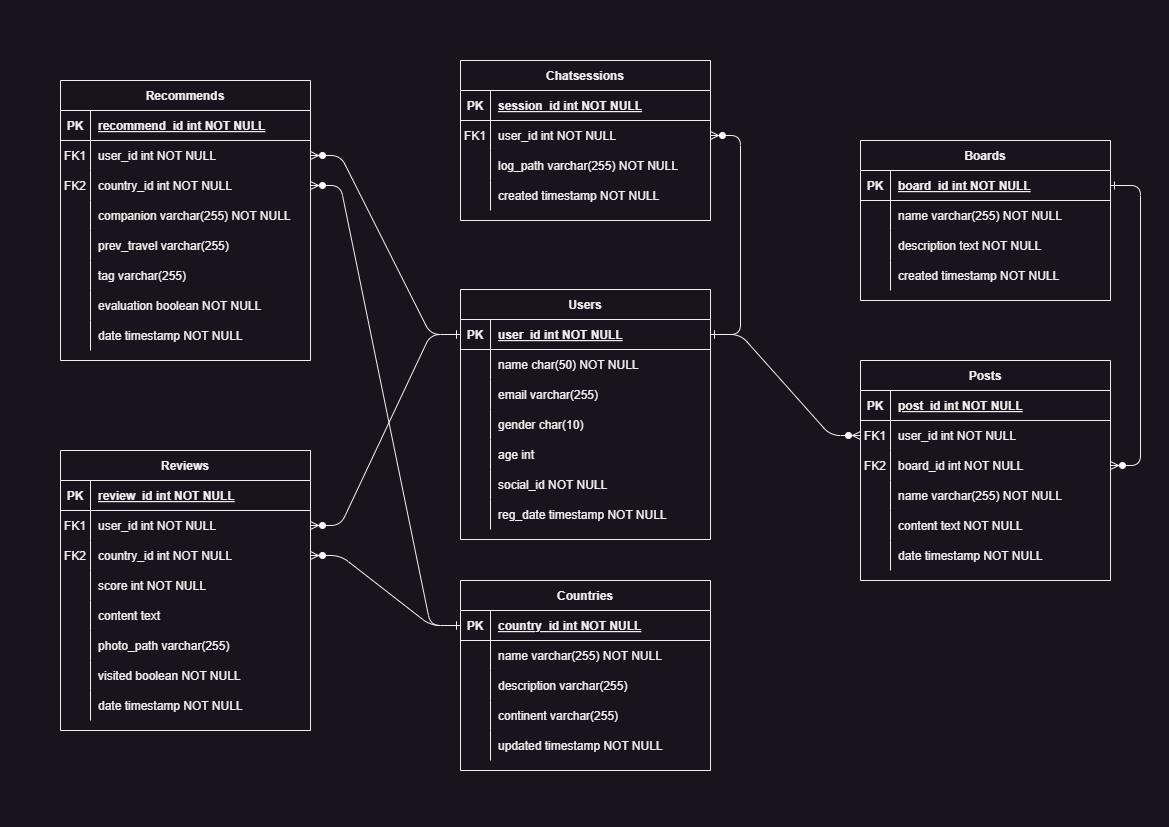 Recommends
PK recommend_id int NOT NULL
FK1 user_id int NOT NULL
FK2 country_id int NOT NULL
companion varchar(255) NOT NULL
prev_travel varchar(255)
tag varchar(255)
evaluation boolean NOT NULL
date timestamp NOT NULL
Reviews
PK review_id int NOT NULL
FK1 user_id int NOT NULL
FK2 country_id int NOT NULL
score int NOT NULL
content text
photo_path varchar(255)
visited boolean NOT NULL
date timestamp NOT NULL
Chatsessions
PK session_id int NOT NULL
FK1 user_id int NOT NULL
log_path varchar(255) NOT NULL
created timestamp NOT NULL
Users
PK user_id int NOT NULL
name char(50) NOT NULL
email varchar(255)
gender char(10)
age int
social_id NOT NULL
reg_date timestamp NOT NULL
Countries
PK country_id int NOT NULL
name varchar(255) NOT NULL
description varchar(255)
continent varchar(255)
updated timestamp NOT NULL
Boards
PK board_id int NOT NULL
name varchar(255) NOT NULL
description text NOT NULL
created timestamp NOT NULL
Posts
PK post_id int NOT NULL
FK1 user_id int NOT NULL
FK2 board_id int NOT NULL
name varchar(255) NOT NULL
content text NOT NULL
date timestamp NOT NULL